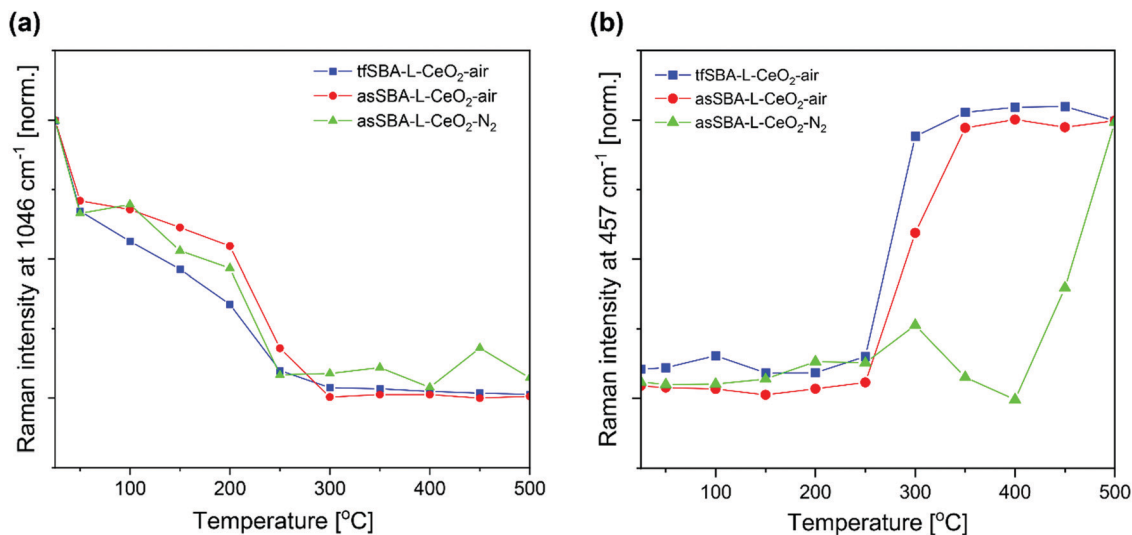 (a)
tfSBA-L-CeO₂-air
asSBA-L-CeO₂-air
asSBA-L-CeO₂-N₂
Raman intensity at 1046 cm⁻¹ [norm.]
100 200 300 400 500
Temperature [°C]
(b)
tfSBA-L-CeO₂-air
asSBA-L-CeO₂-air
asSBA-L-CeO₂-N₂
Raman intensity at 457 cm⁻¹ [norm.]
100 200 300 400 500
Temperature [°C]